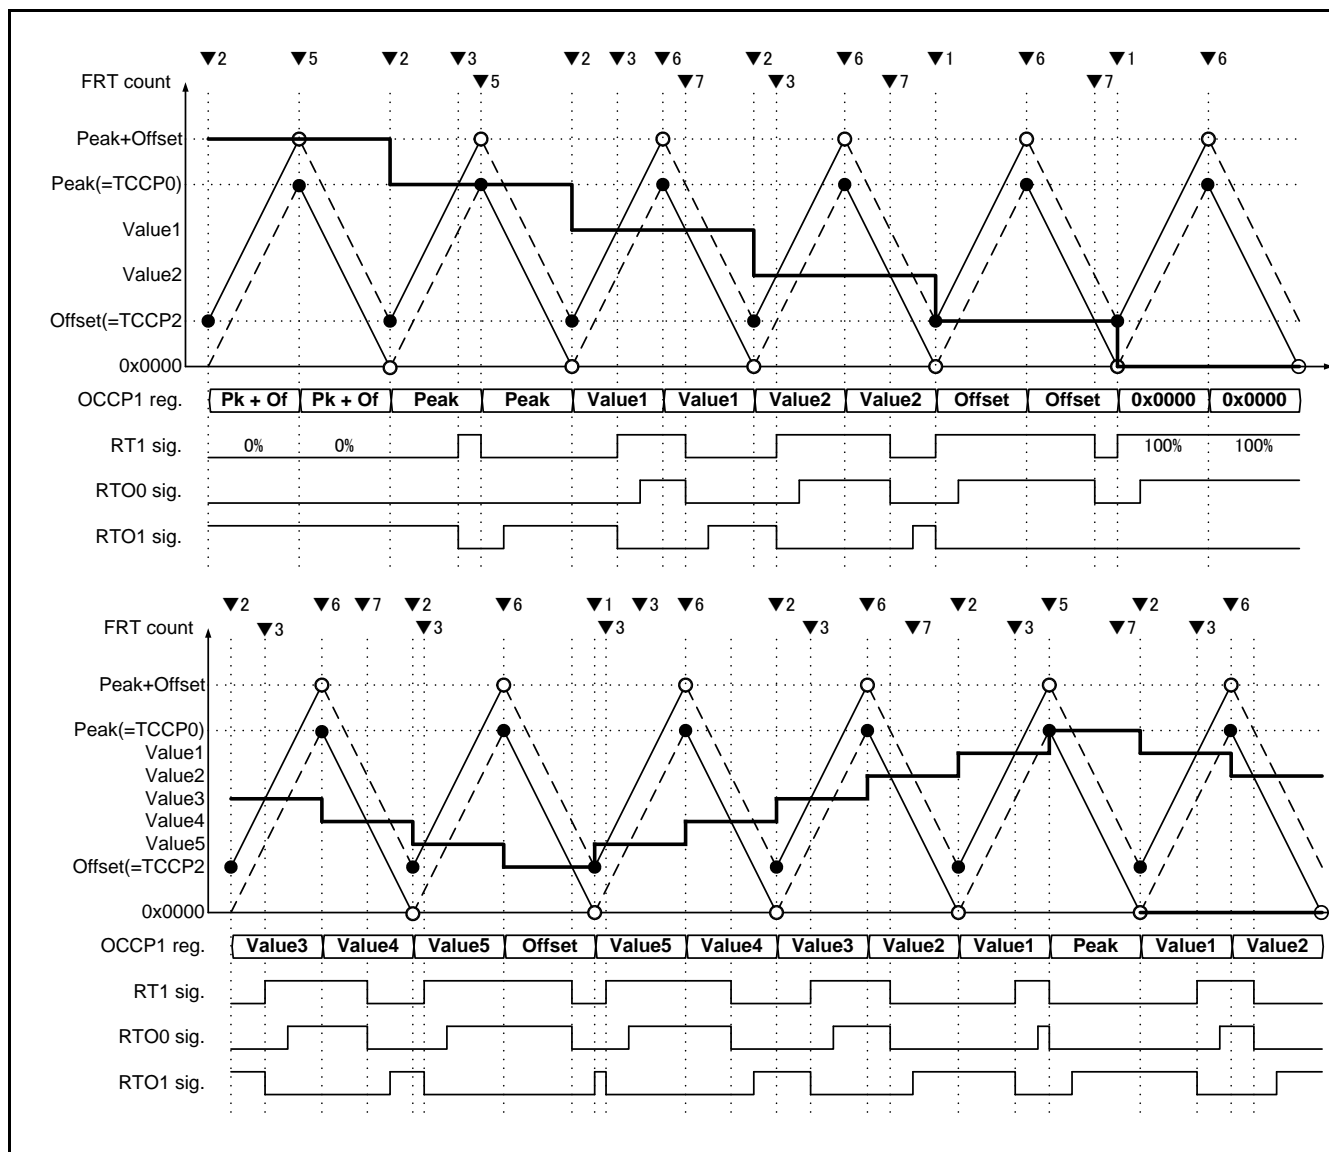 ▼2 ▼5 ▼2 ▼3 ▼2 ▼3 ▼6 ▼2 ▼6 ▼1 ▼6 ▼1 ▼6
FRT count ▼5 ▼7 ▼3 ▼7 ▼7
Peak+Offset
Peak(=TCCP0)
Value1
Value2
Offset(=TCCP2
0x0000
OCCP1 reg. Pk + Of Pk + Of Peak Peak Value1 Value1 Value2 Value2 Offset Offset 0x0000 0x0000
RT1 sig. 0% 0% 100% 100%
RTO0 sig.
RTO1 sig.
▼2 ▼6 ▼7 ▼2 ▼6 ▼1 ▼3 ▼6 ▼2 ▼6 ▼2 ▼5 ▼2 ▼6
FRT count ▼3 ▼3 ▼3 ▼3 ▼7 ▼3 ▼7 ▼3
Peak+Offset
Peak(=TCCP0)
Value1
Value2
Value3
Value4
Value5
Offset(=TCCP2
0x0000
OCCP1 reg. Value3 Value4 Value5 Offset Value5 Value4 Value3 Value2 Value1 Peak Value1 Value2
RT1 sig.
RTO0 sig.
RTO1 sig.